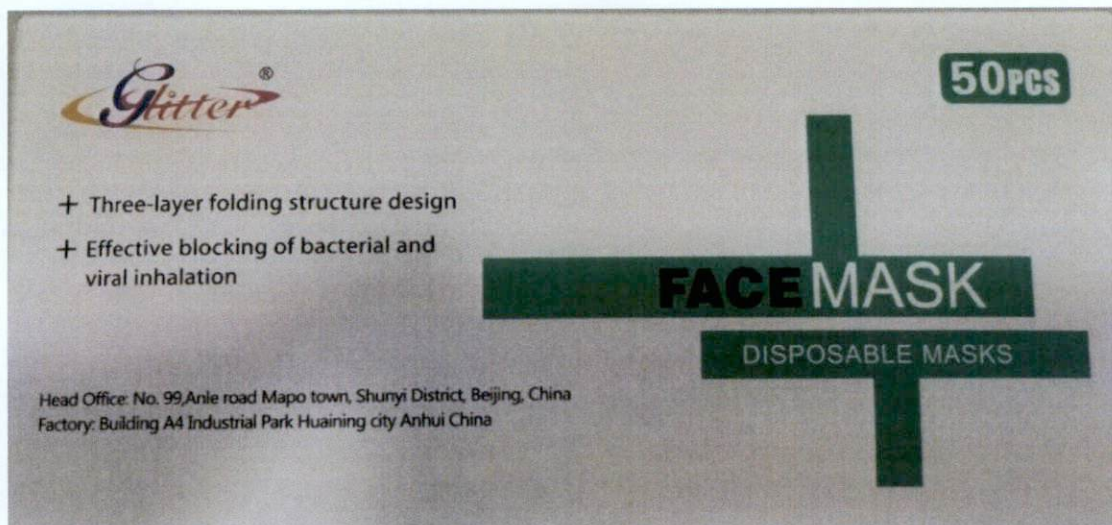 Glitter®
50PCS
+ Three-layer folding structure design
+ Effective blocking of bacterial and
viral inhalation
FACE MASK
DISPOSABLE MASKS
Head Office: No. 99,Anle road Mapo town, Shunyi District, Beijing, China
Factory: Building A4 Industrial Park Huaining city Anhui China